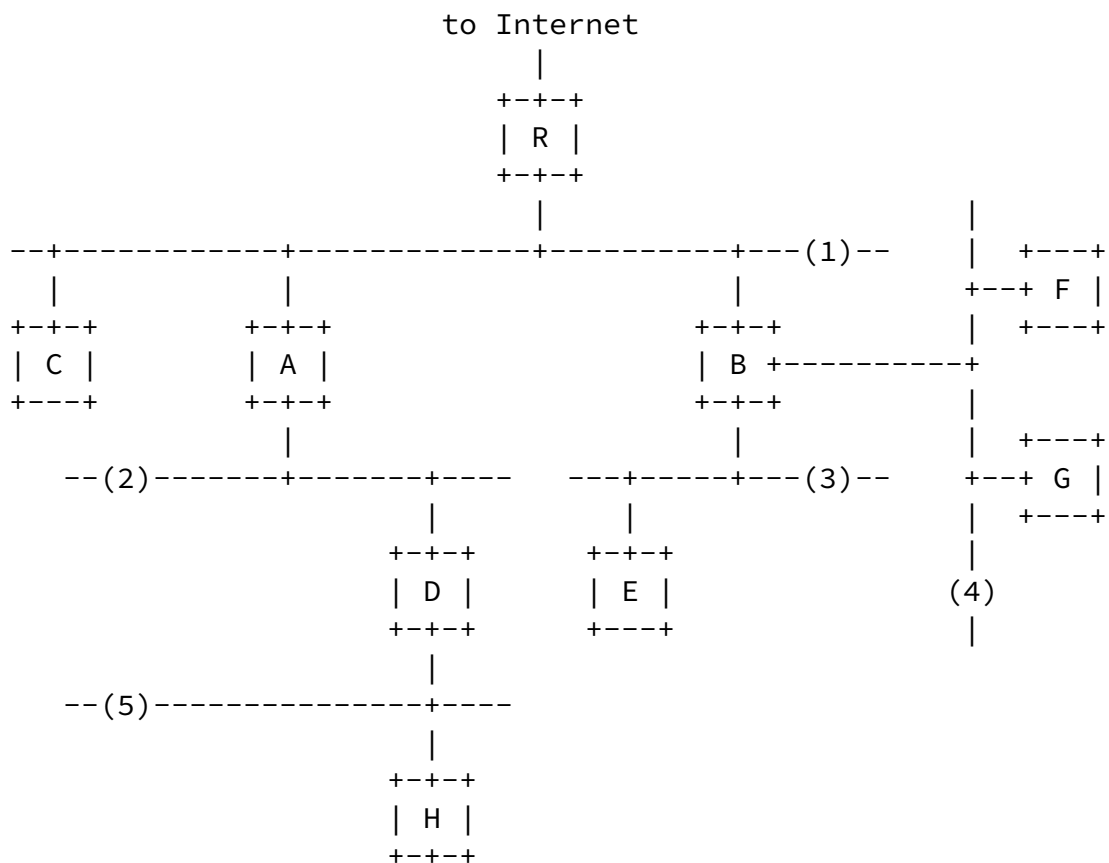 to Internet
                             |
                           +-+-+
                           | R |
                           +-+-+
                             |                       |
--+------------+-------------+----------+---(1)--    |  +---+
  |            |                        |            +--+ F |
+-+-+        +-+-+                    +-+-+          |  +---+
| C |        | A |                    | B +----------+
+---+        +-+-+                    +-+-+          |
               |                        |            |  +---+
   --(2)-------+-------+----   ---+-----+---(3)--    +--+ G |
                       |          |                  |  +---+
                     +-+-+      +-+-+                |
                     | D |      | E |               (4)
                     +-+-+      +---+                |
                       |
   --(5)---------------+----
                       |
                     +-+-+
                     | H |
                     +-+-+